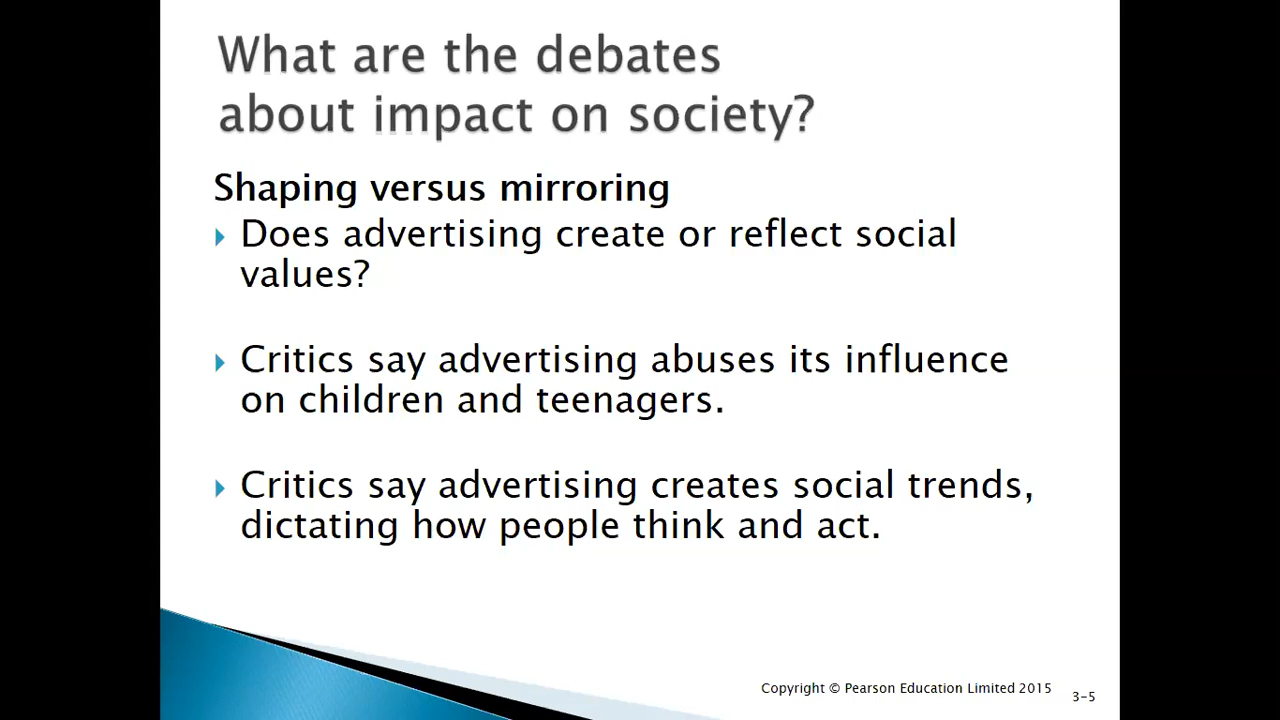 What are the debates
about impact on society?
Shaping versus mirroring
Does advertising create or reflect social
values?
Critics say advertising abuses its influence
on children and teenagers.
Critics say advertising creates social trends,
dictating how people think and act.
Copyright © Pearson Education Limited 2015
3-5